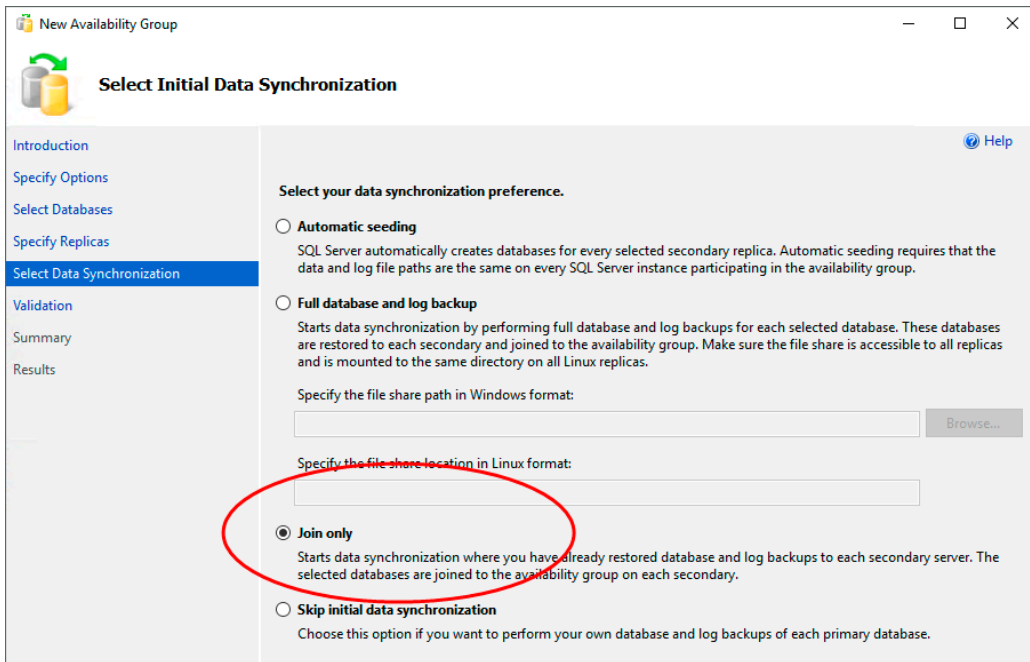 New Availability Group
Select Initial Data Synchronization
Introduction
Specify Options
Select Databases
Specify Replicas
Select Data Synchronization
Validation
Summary
Results
Help
Select your data synchronization preference.
Automatic seeding
SQL Server automatically creates databases for every selected secondary replica. Automatic seeding requires that the
data and log file paths are the same on every SQL Server instance participating in the availability group.
Full database and log backup
Starts data synchronization by performing full database and log backups for each selected database. These databases
are restored to each secondary and joined to the availability group. Make sure the file share is accessible to all replicas
and is mounted to the same directory on all Linux replicas.
Specify the file share path in Windows format:
Browse...
Specify the file share location in Linux format:
Join only
Starts data synchronization where you have already restored database and log backups to each secondary server. The
selected databases are joined to the availability group on each secondary.
Skip initial data synchronization
Choose this option if you want to perform your own database and log backups of each primary database.